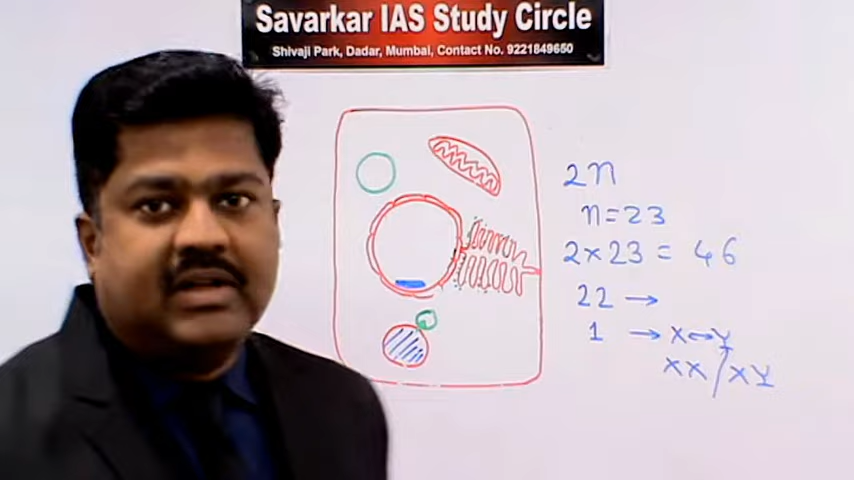 Savarkar IAS Study Circle
Shivaji Park, Dadar, Mumbai, Contact No. 9221849650
2n
n=23
2×23 = 46
22 →
1 → X↔Y
XX/XY